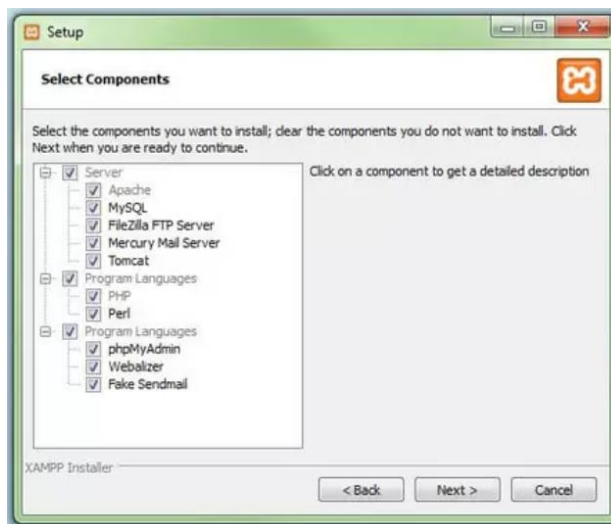 Setup
Select Components
Select the components you want to install; clear the components you do not want to install. Click
Next when you are ready to continue.
Server
Apache
MySQL
FileZilla FTP Server
Mercury Mail Server
Tomcat
Program Languages
PHP
Perl
Program Languages
phpMyAdmin
Webalizer
Fake Sendmail
Click on a component to get a detailed description
XAMPP Installer
< Back
Next >
Cancel